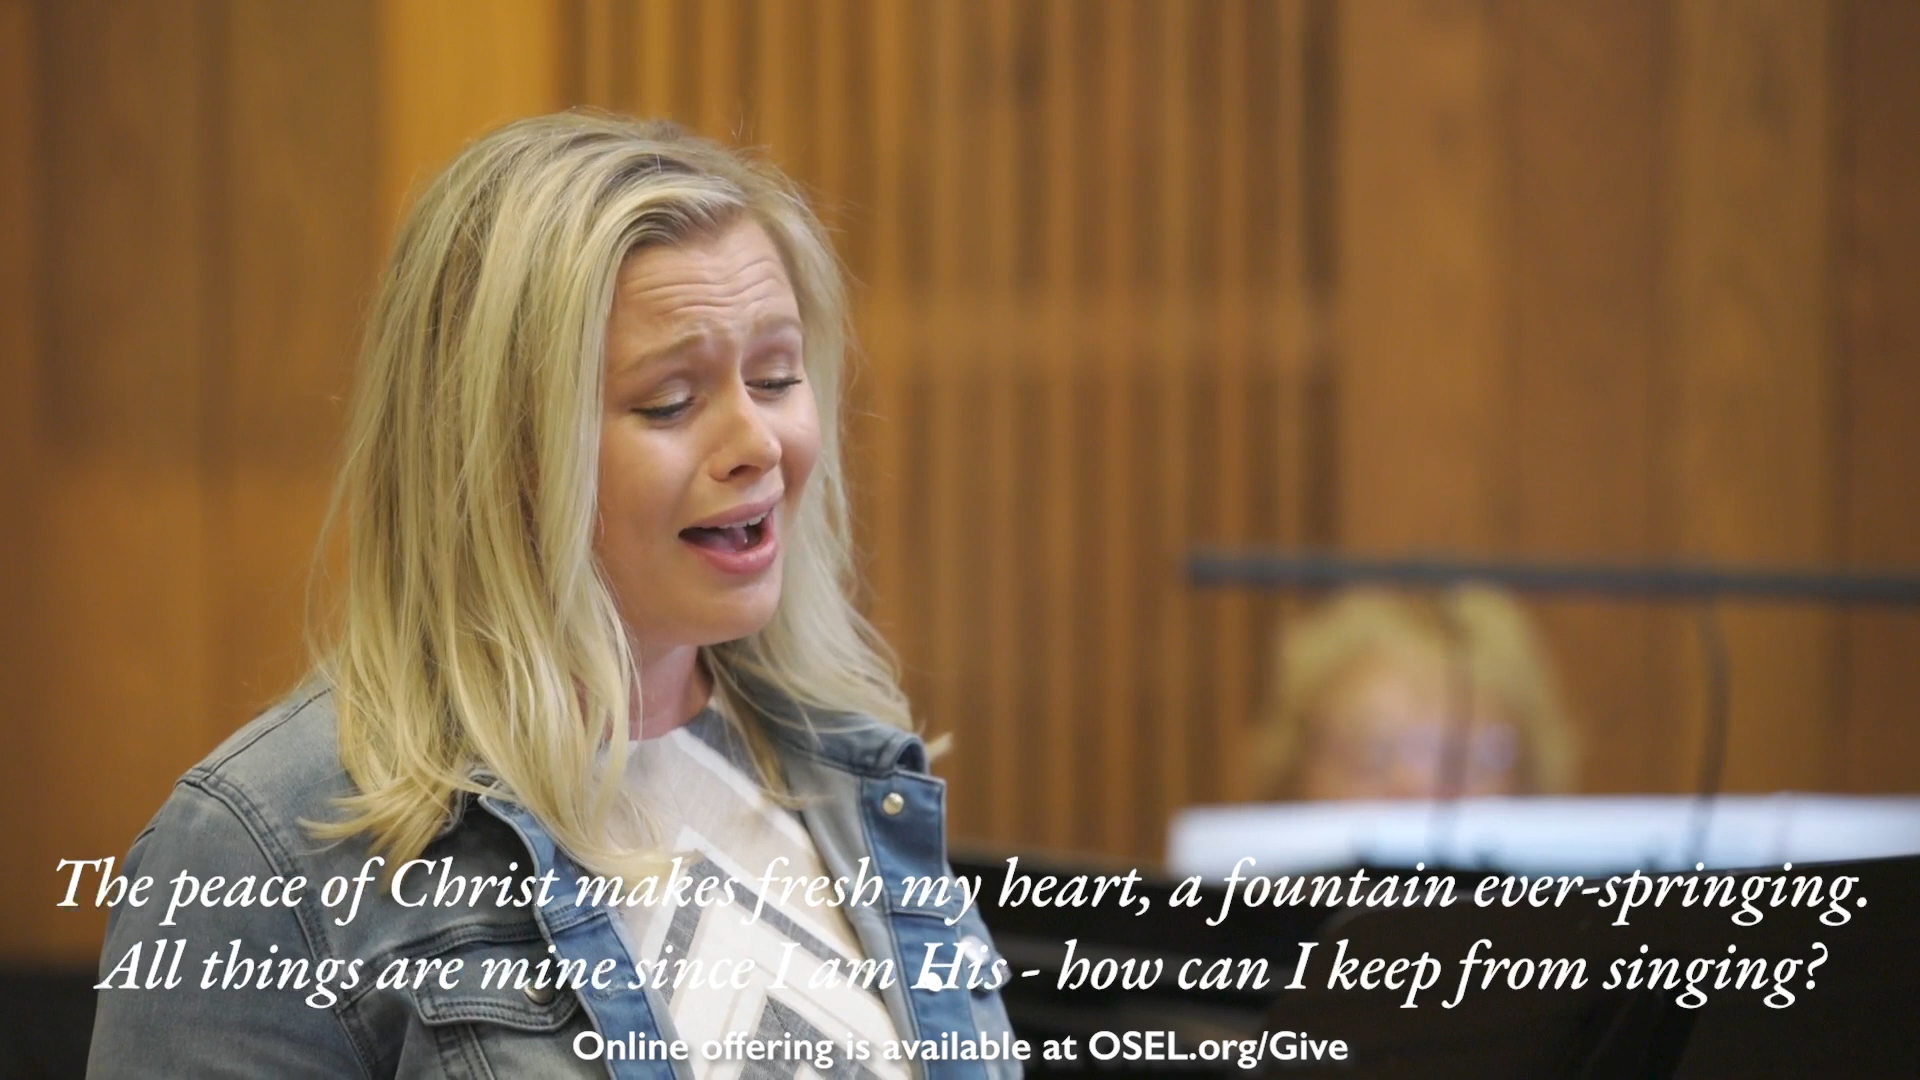 The peace of Christ makes fresh my heart, a fountain ever-springing.
All things are mine since I am His - how can I keep from singing?
Online offering is available at OSEL.org/Give